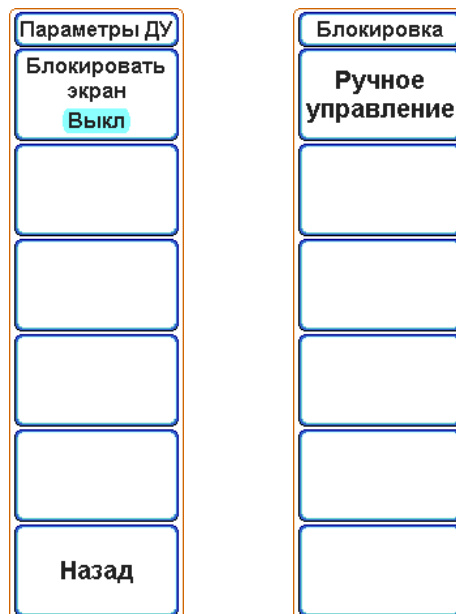 Параметры ДУ
Блокировать
экран
Выкл
Назад
Блокировка
Ручное
управление